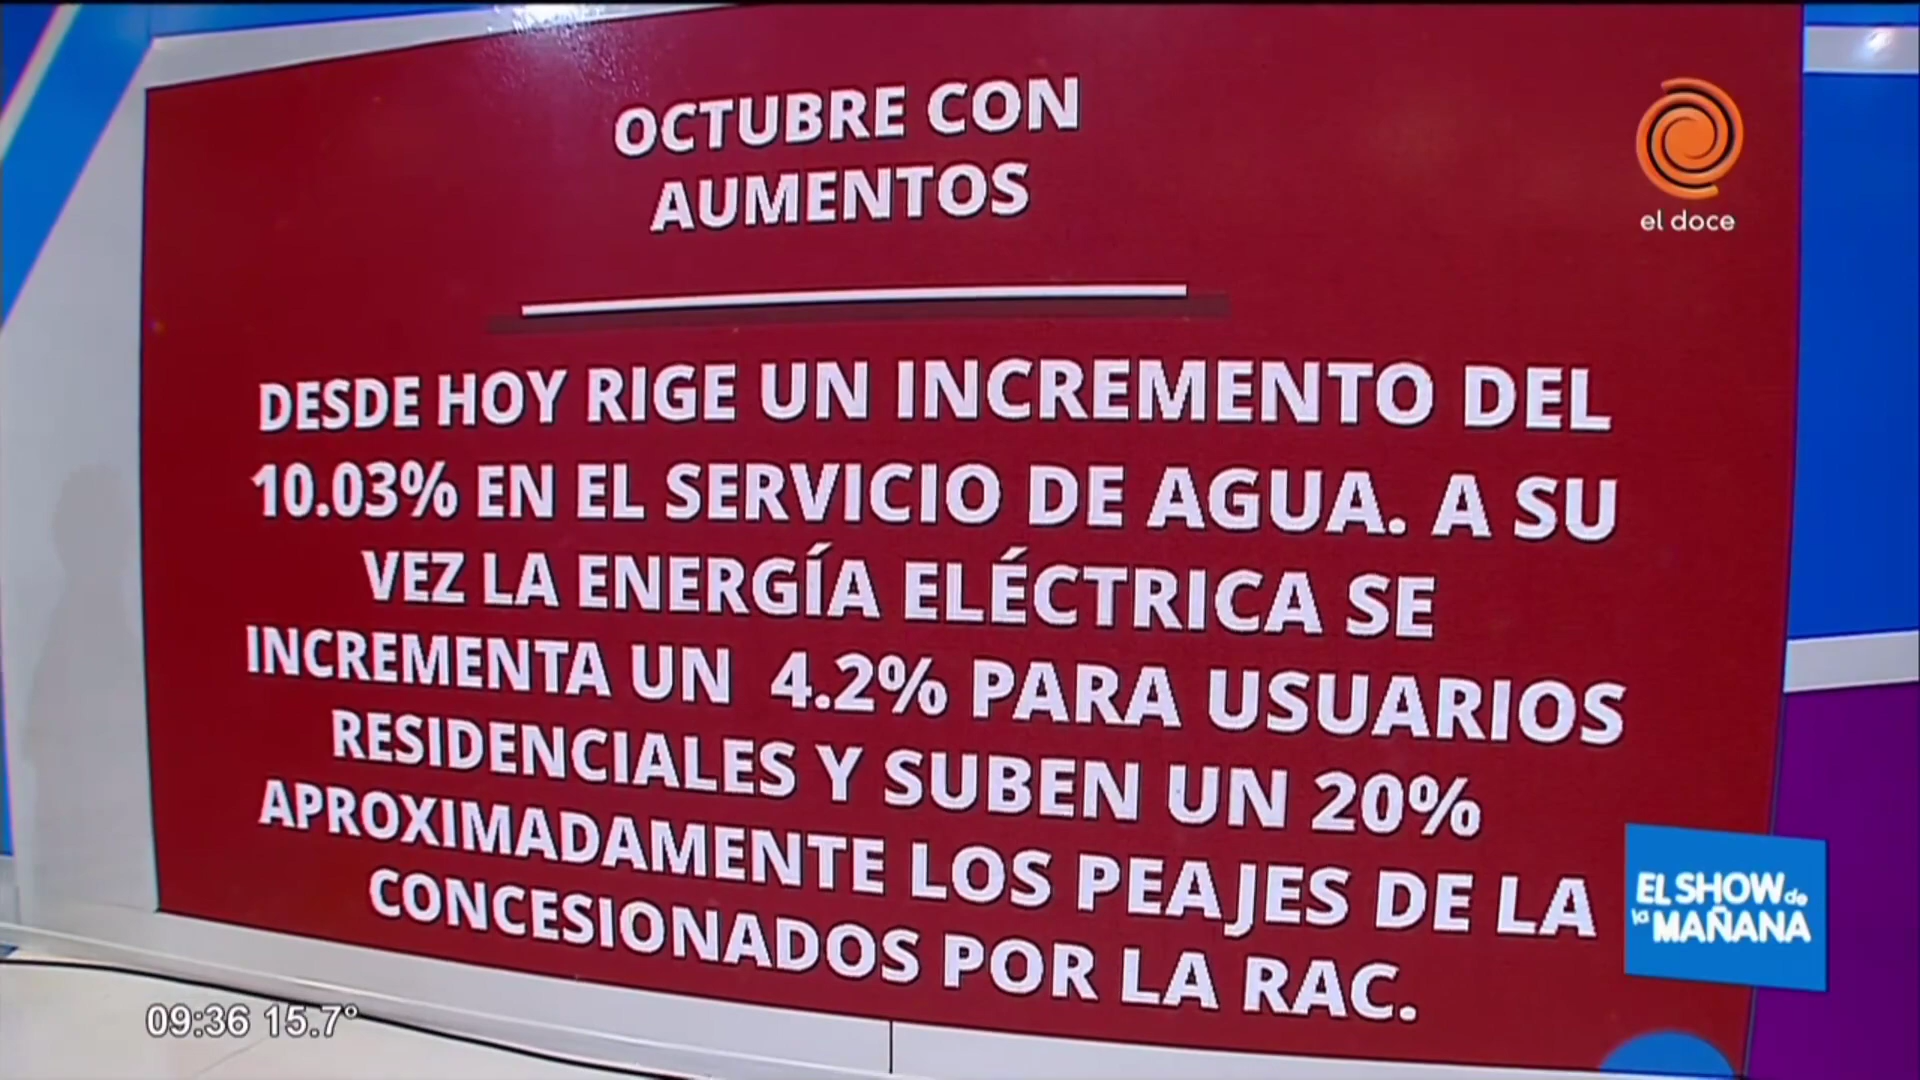 OCTUBRE CON
AUMENTOS
el doce
DESDE HOY RIGE UN INCREMENTO DEL
10.03% EN EL SERVICIO DE AGUA. A SU
VEZ LA ENERGÍA ELÉCTRICA SE
INCREMENTA UN 4.2% PARA USUARIOS
RESIDENCIALES Y SUBEN UN 20%
APROXIMADAMENTE LOS PEAJES DE LA
CONCESIONADOS POR LA RAC.
EL SHOW de
la MAÑANA
09:36 15.7°